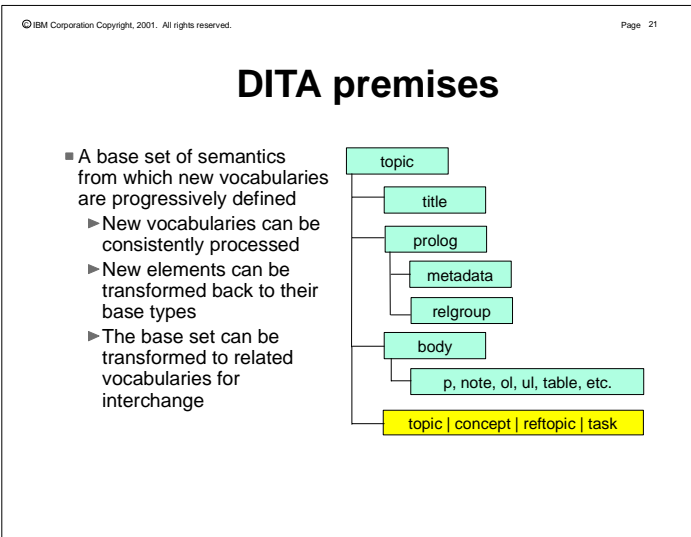 © IBM Corporation Copyright, 2001. All rights reserved.
Page 21
DITA premises
A base set of semantics
from which new vocabularies
are progressively defined
New vocabularies can be
consistently processed
New elements can be
transformed back to their
base types
The base set can be
transformed to related
vocabularies for
interchange
topic
title
prolog
metadata
relgroup
body
p, note, ol, ul, table, etc.
topic | concept | reftopic | task